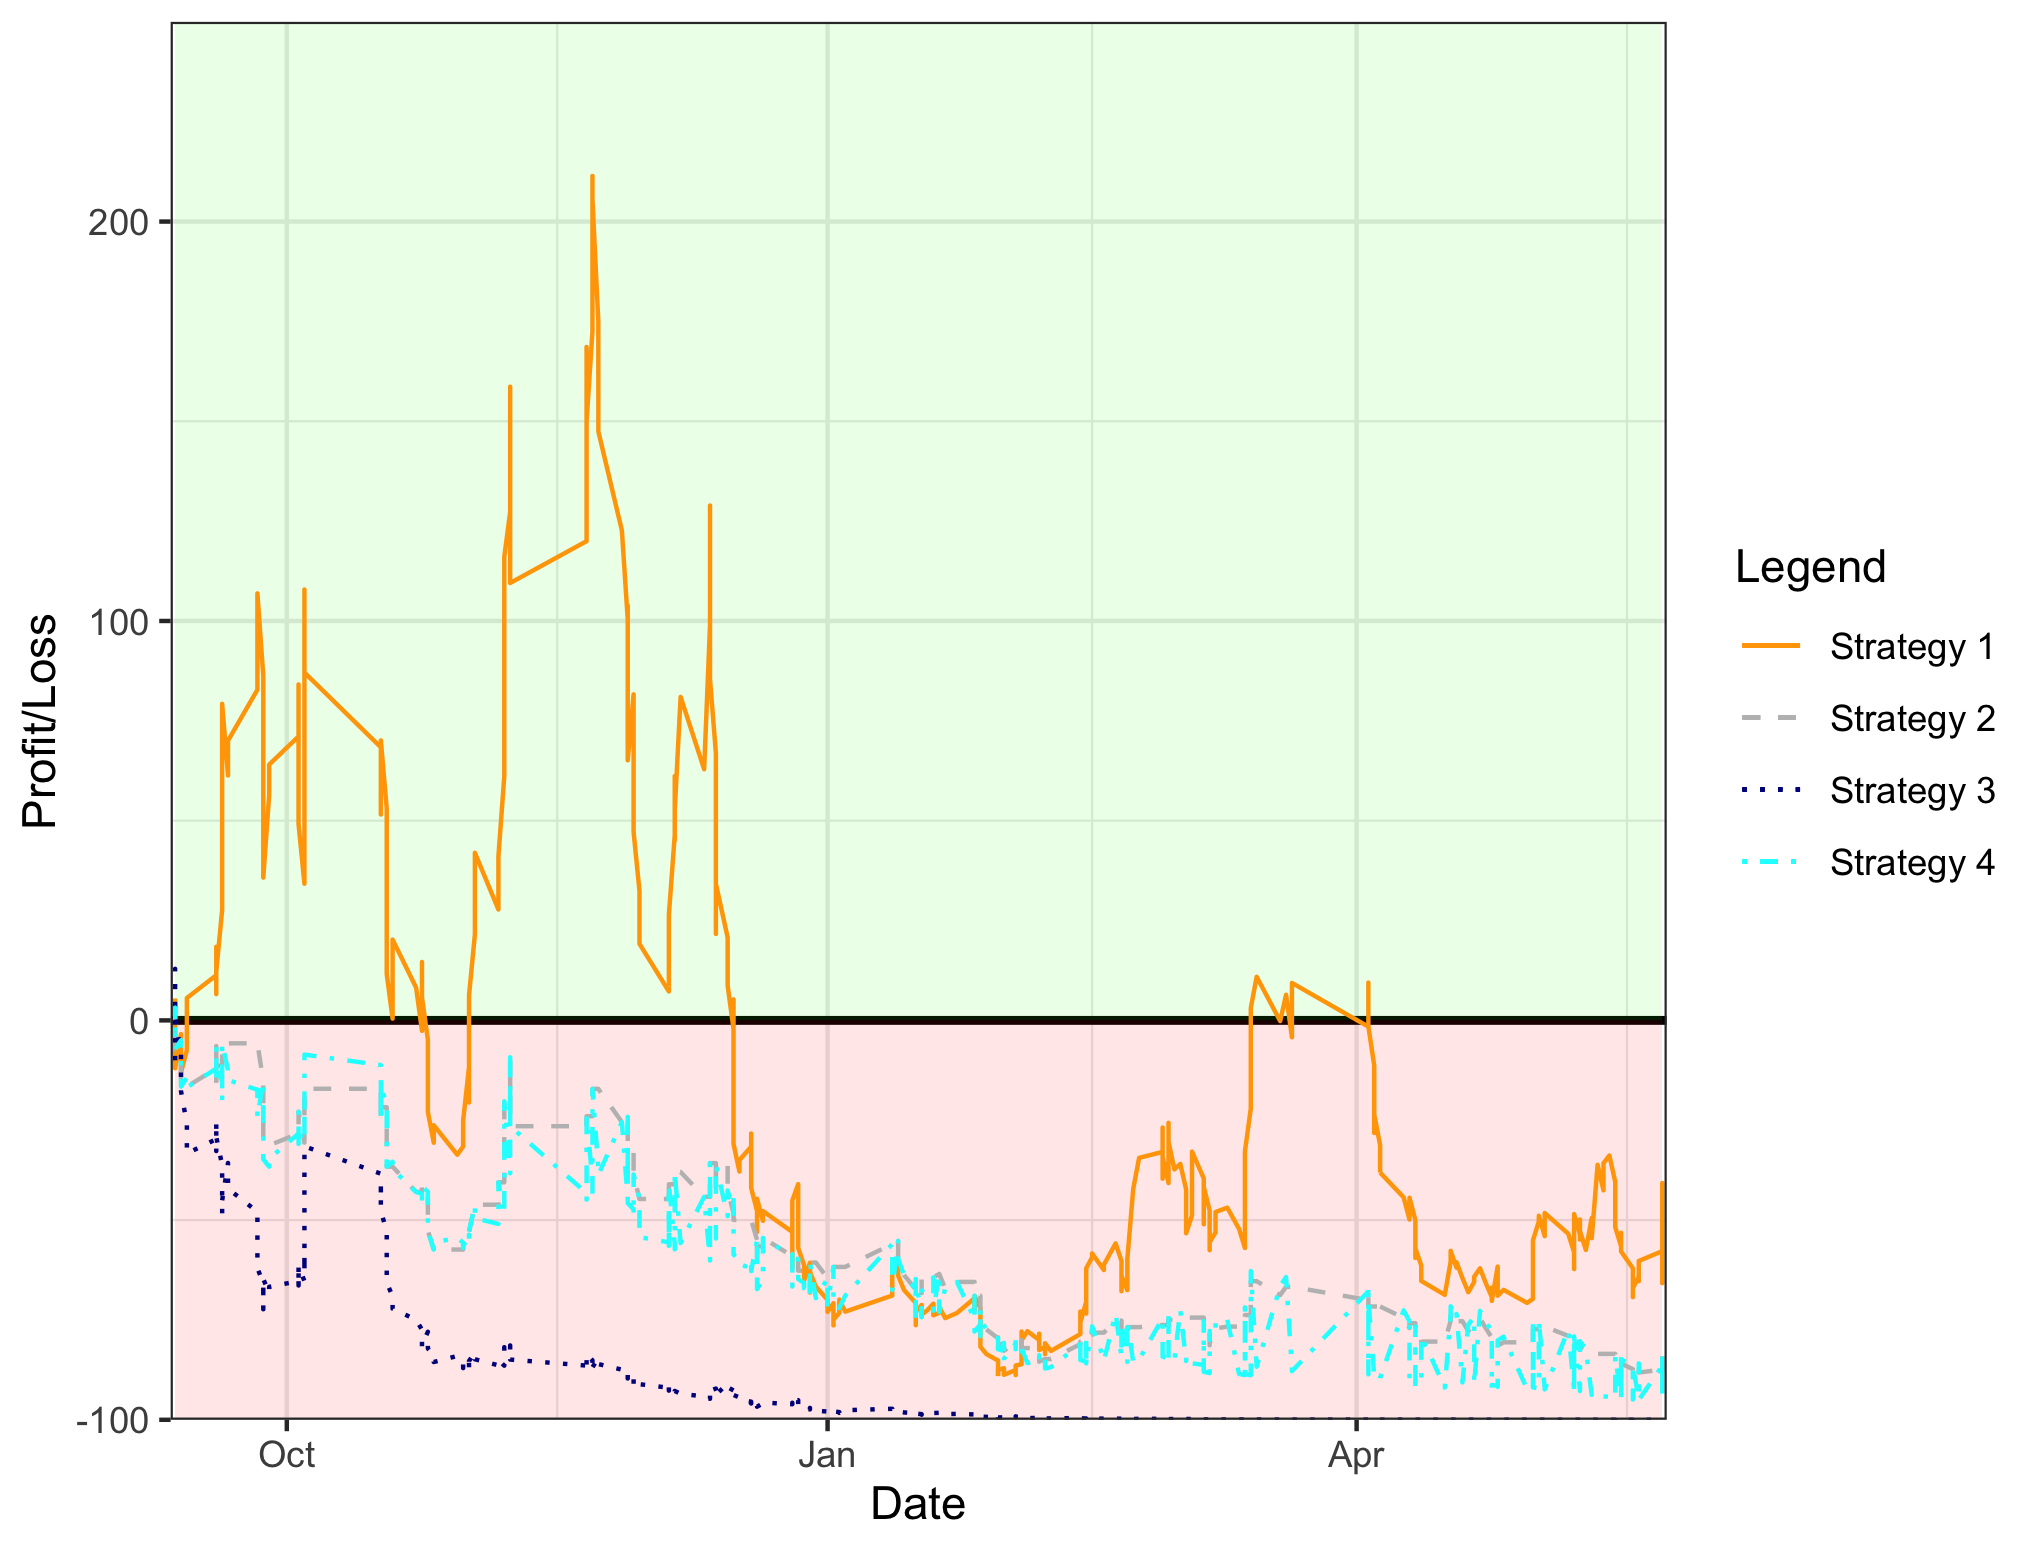 200
100
0
-100
Profit/Loss
Oct
Jan
Apr
Date
Legend
Strategy 1
Strategy 2
Strategy 3
Strategy 4